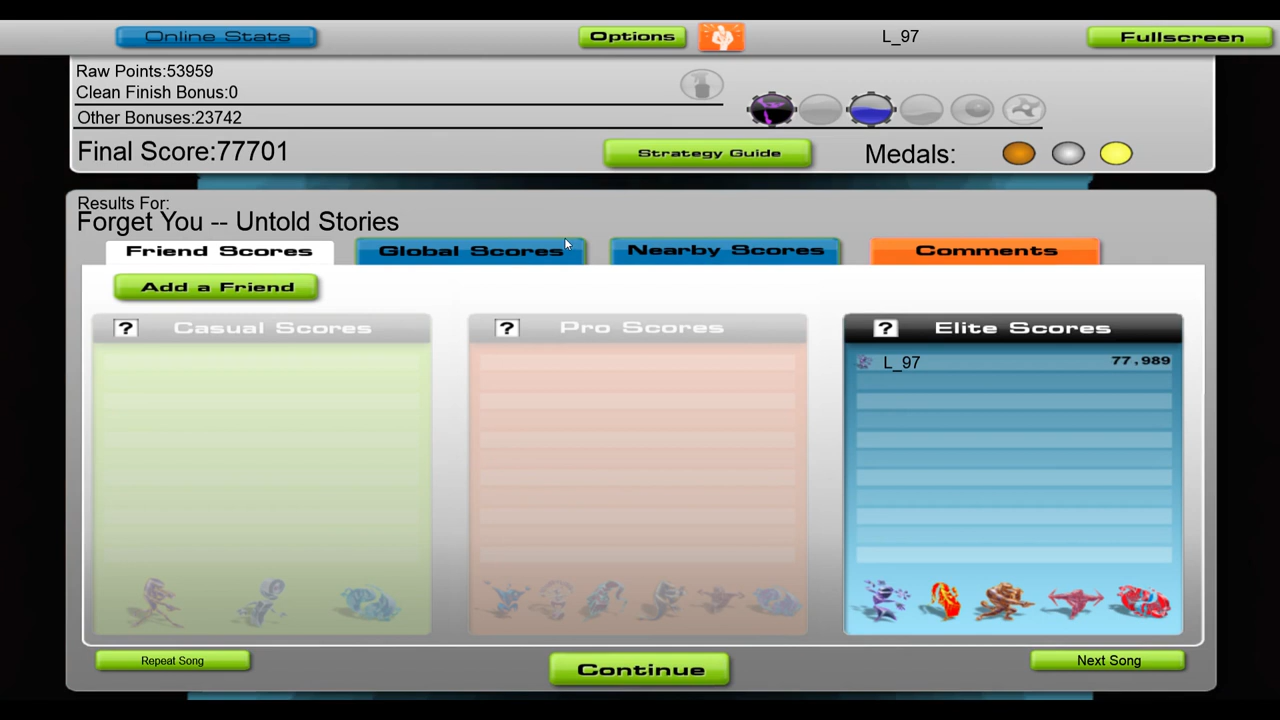 Online Stats
Options
L_97
Fullscreen
Raw Points:53959
Clean Finish Bonus:0
Other Bonuses:23742
Final Score:77701
Strategy Guide
Medals:
Results For:
Forget You -- Untold Stories
Friend Scores
Global Scores
Nearby Scores
Comments
Add a Friend
? Casual Scores
? Pro Scores
? Elite Scores
L_97 77,989
Repeat Song
Continue
Next Song